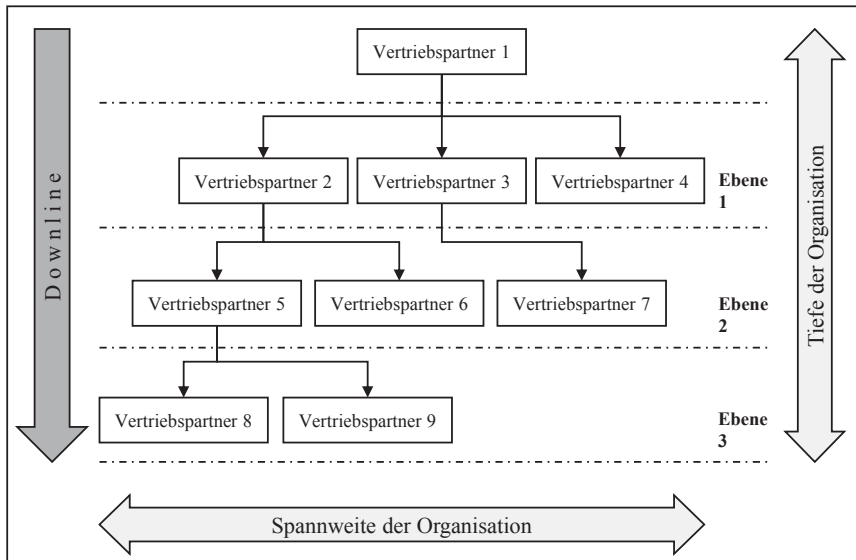 Vertriebspartner 1
Vertriebspartner 2
Vertriebspartner 3
Vertriebspartner 4
Ebene
1
Vertriebspartner 5
Vertriebspartner 6
Vertriebspartner 7
Ebene
2
Vertriebspartner 8
Vertriebspartner 9
Ebene
3
Downline
Tiefe der Organisation
Spannweite der Organisation